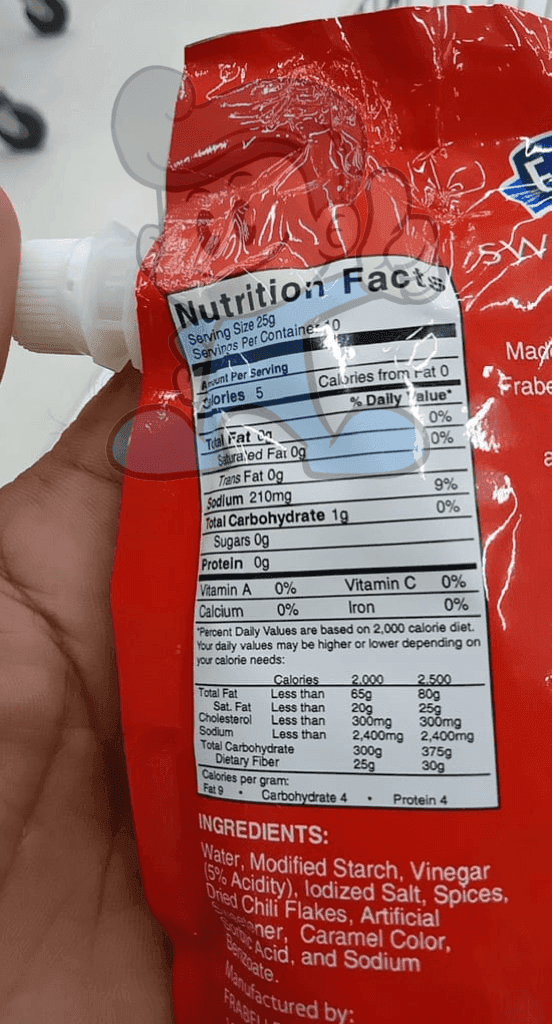 Nutrition Facts
Serving Size 25g
Servings Per Container 10
Amount Per Serving
Calories 5 Calories from Fat 0
% Daily Value*
Total Fat 0g 0%
Saturated Fat 0g 0%
Trans Fat 0g
Sodium 210mg 9%
Total Carbohydrate 1g 0%
Sugars 0g
Protein 0g
Vitamin A 0% Vitamin C 0%
Calcium 0% Iron 0%
*Percent Daily Values are based on 2,000 calorie diet.
Your daily values may be higher or lower depending on
your calorie needs:
Calories 2,000 2,500
Total Fat Less than 65g 80g
Sat. Fat Less than 20g 25g
Cholesterol Less than 300mg 300mg
Sodium Less than 2,400mg 2,400mg
Total Carbohydrate 300g 375g
Dietary Fiber 25g 30g
Calories per gram:
Fat 9 • Carbohydrate 4 • Protein 4
INGREDIENTS:
Water, Modified Starch, Vinegar
(5% Acidity), Iodized Salt, Spices,
Dried Chili Flakes, Artificial
Sweetener, Caramel Color,
Sorbic Acid, and Sodium
Benzoate.
Manufactured by: